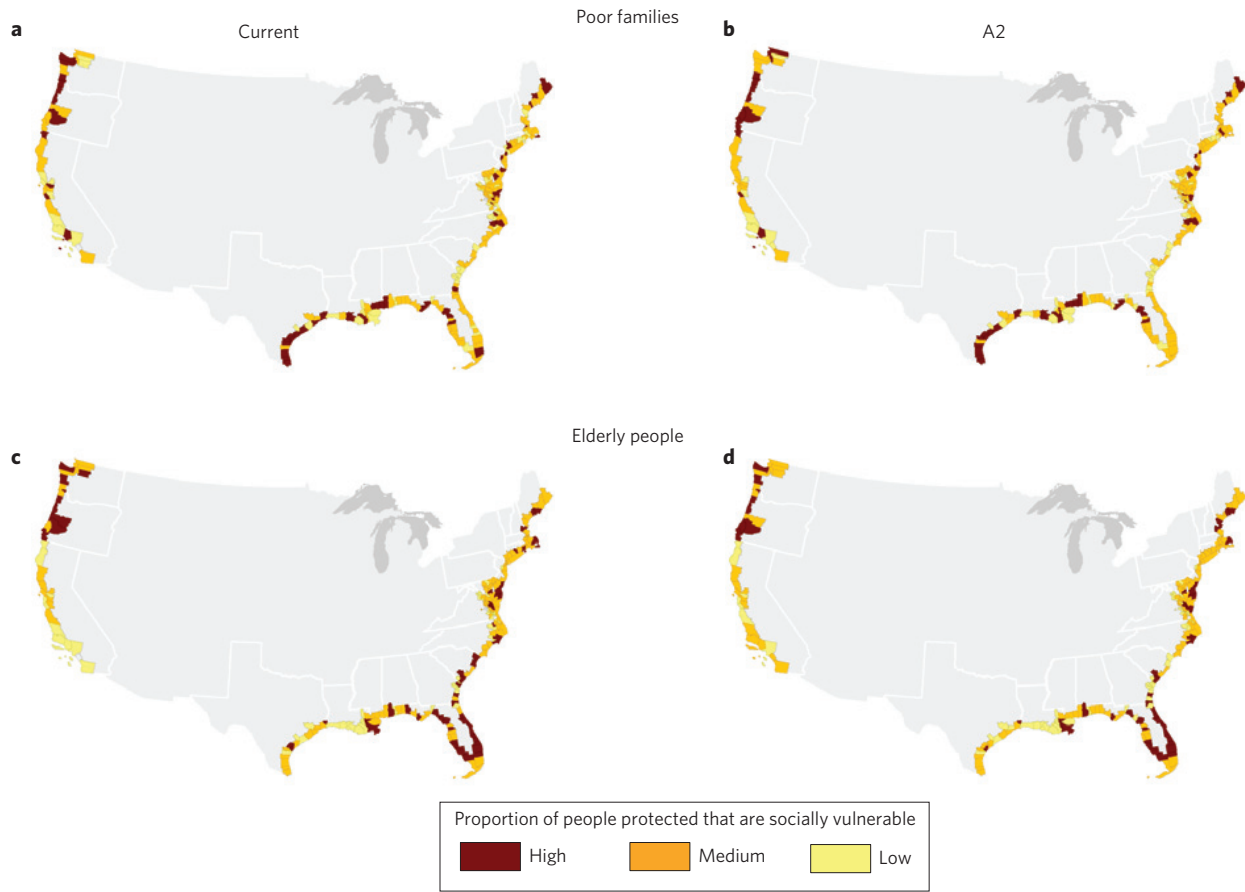 Poor families
a
Current
b
A2
Elderly people
c
d
Proportion of people protected that are socially vulnerable
High
Medium
Low